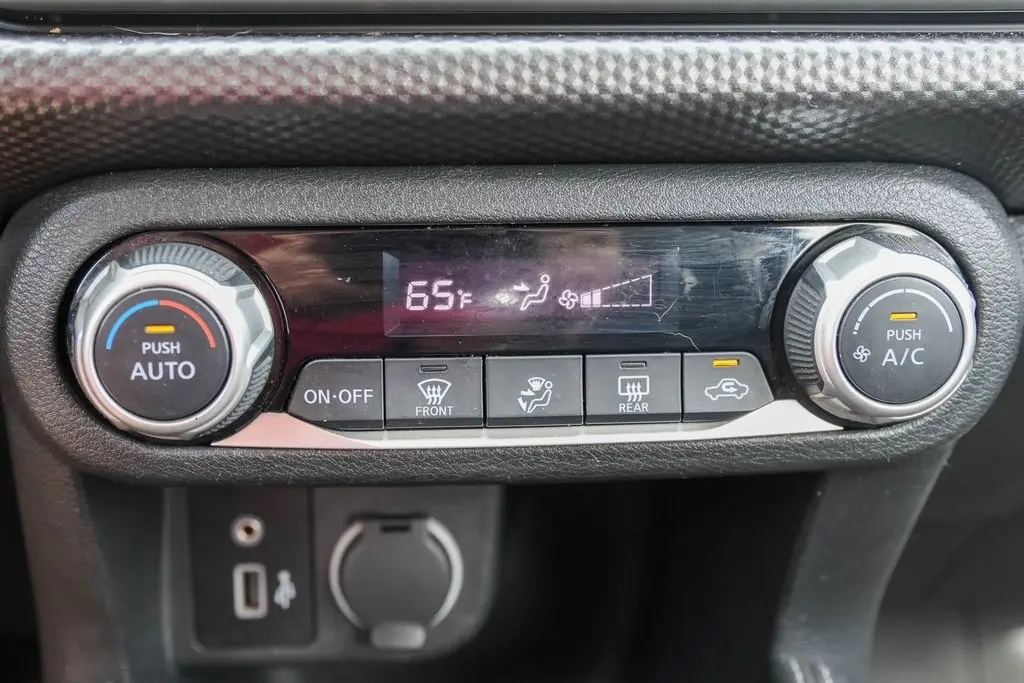 65°F
PUSH
AUTO
PUSH
A/C
ON·OFF
FRONT
REAR